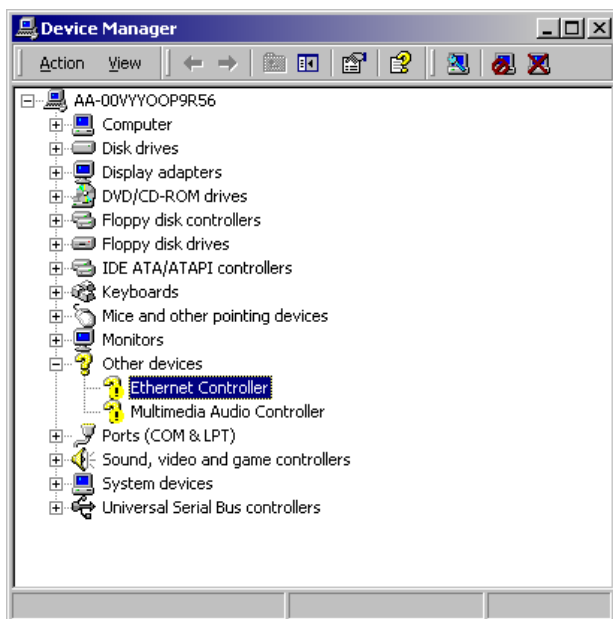 Device Manager
Action View
AA-00VYYOOP9R56
Computer
Disk drives
Display adapters
DVD/CD-ROM drives
Floppy disk controllers
Floppy disk drives
IDE ATA/ATAPI controllers
Keyboards
Mice and other pointing devices
Monitors
Other devices
Ethernet Controller
Multimedia Audio Controller
Ports (COM & LPT)
Sound, video and game controllers
System devices
Universal Serial Bus controllers